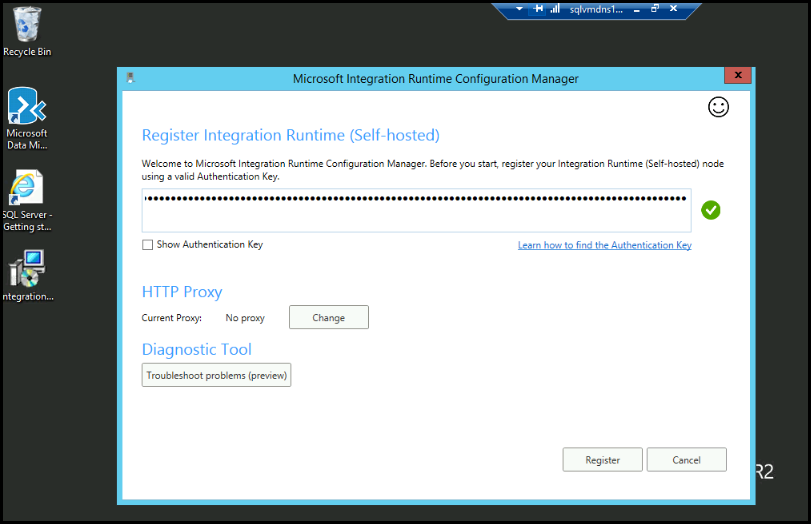 sqlvmdns1...
Recycle Bin
Microsoft Integration Runtime Configuration Manager
x
Microsoft
Data Mi...
Register Integration Runtime (Self-hosted)
Welcome to Microsoft Integration Runtime Configuration Manager. Before you start, register your Integration Runtime (Self-hosted) node
using a valid Authentication Key.
SQL Server -
Getting st...
Show Authentication Key
Learn how to find the Authentication Key
ntegration...
HTTP Proxy
Current Proxy: No proxy
Change
Diagnostic Tool
Troubleshoot problems (preview)
Register
Cancel
R2